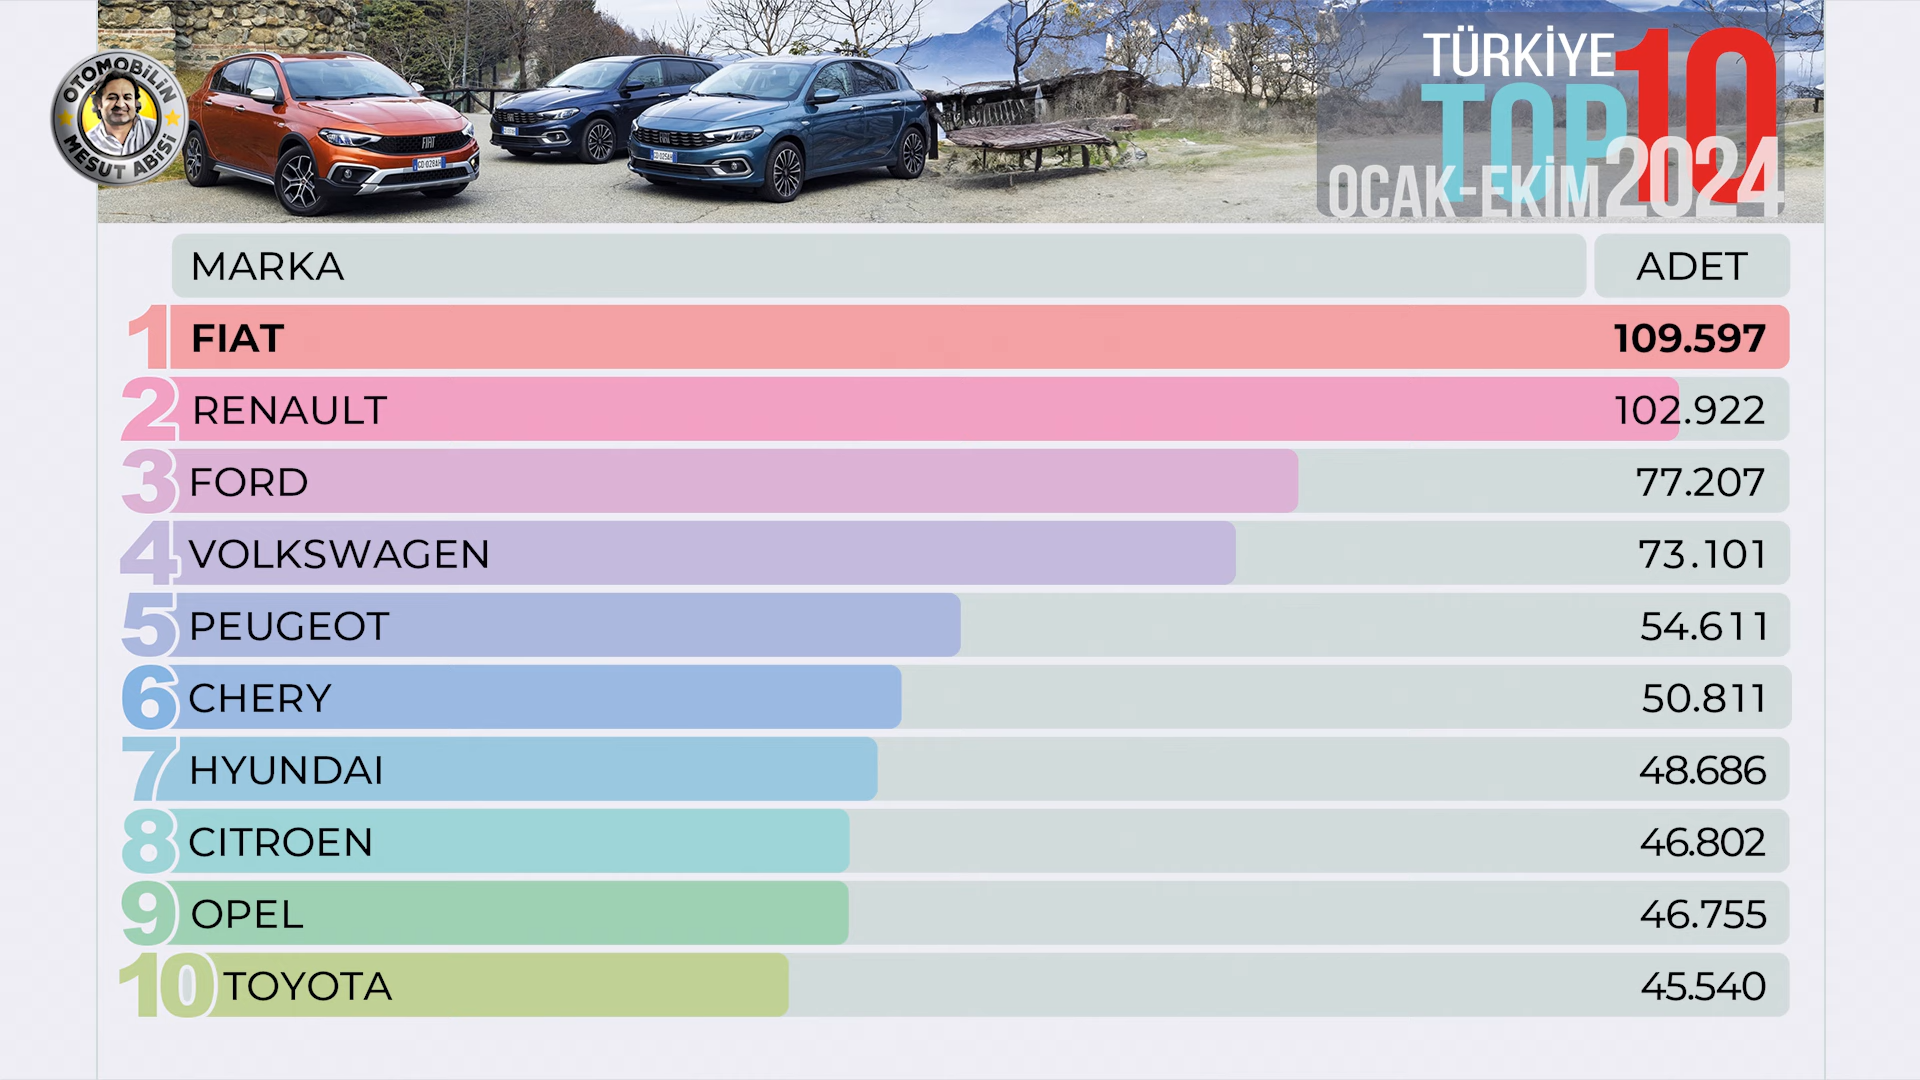 OTOMOBİLİN
MESUT ABİSİ
TÜRKİYE
TOP 10
OCAK-EKİM 2024
MARKA ADET
1 FIAT 109.597
2 RENAULT 102.922
3 FORD 77.207
4 VOLKSWAGEN 73.101
5 PEUGEOT 54.611
6 CHERY 50.811
7 HYUNDAI 48.686
8 CITROEN 46.802
9 OPEL 46.755
10 TOYOTA 45.540